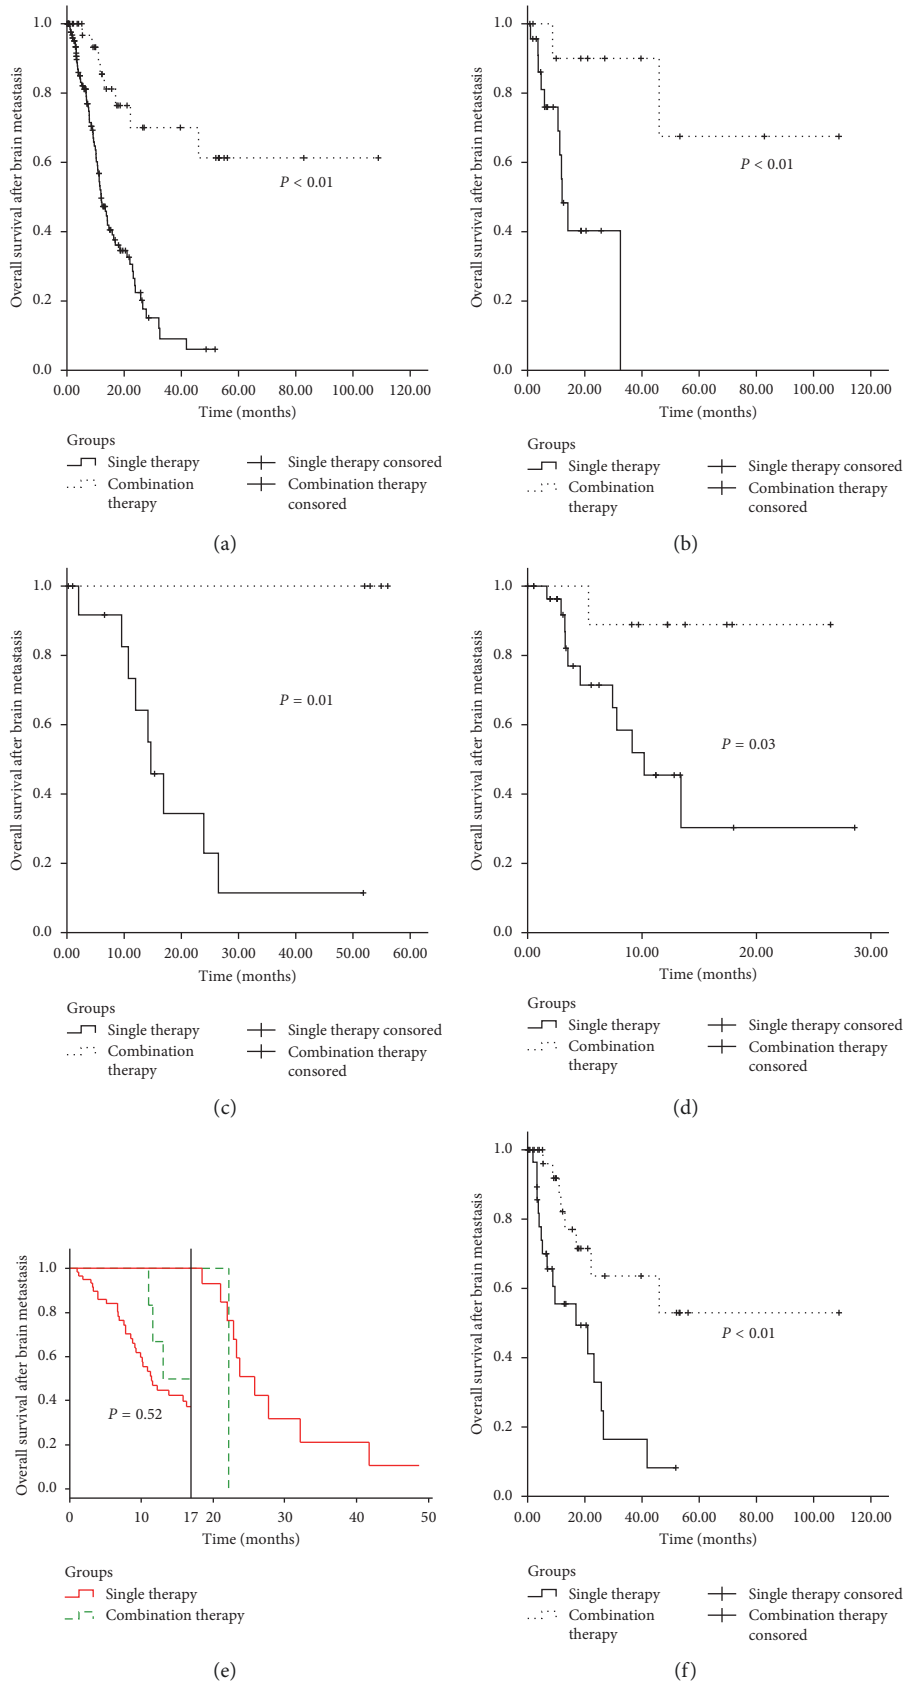 Overall survival after brain metastasis
1.0
0.8
0.6
0.4
0.2
0.0
P < 0.01
0.00 20.00 40.00 60.00 80.00 100.00 120.00
Time (months)
Groups
Single therapy
Combination
therapy
Single therapy consored
Combination therapy
consored
(a)
Overall survival after brain metastasis
1.0
0.8
0.6
0.4
0.2
0.0
P < 0.01
0.00 20.00 40.00 60.00 80.00 100.00 120.00
Time (months)
Groups
Single therapy
Combination
therapy
Single therapy consored
Combination therapy
consored
(b)
Overall survival after brain metastasis
1.0
0.8
0.6
0.4
0.2
0.0
P = 0.01
0.00 10.00 20.00 30.00 40.00 50.00 60.00
Time (months)
Groups
Single therapy
Combination
therapy
Single therapy consored
Combination therapy
consored
(c)
Overall survival after brain metastasis
1.0
0.8
0.6
0.4
0.2
0.0
P = 0.03
0.00 10.00 20.00 30.00
Time (months)
Groups
Single therapy
Combination
therapy
Single therapy consored
Combination therapy
consored
(d)
Overall survival after brain metastasis
1.0
0.8
0.6
0.4
0.2
0.0
P = 0.52
0 10 17 20 30 40 50
Time (months)
Groups
Single therapy
Combination therapy
(e)
Overall survival after brain metastasis
1.0
0.8
0.6
0.4
0.2
0.0
P < 0.01
0.00 20.00 40.00 60.00 80.00 100.00 120.00
Time (months)
Groups
Single therapy
Combination
therapy
Single therapy consored
Combination therapy
consored
(f)